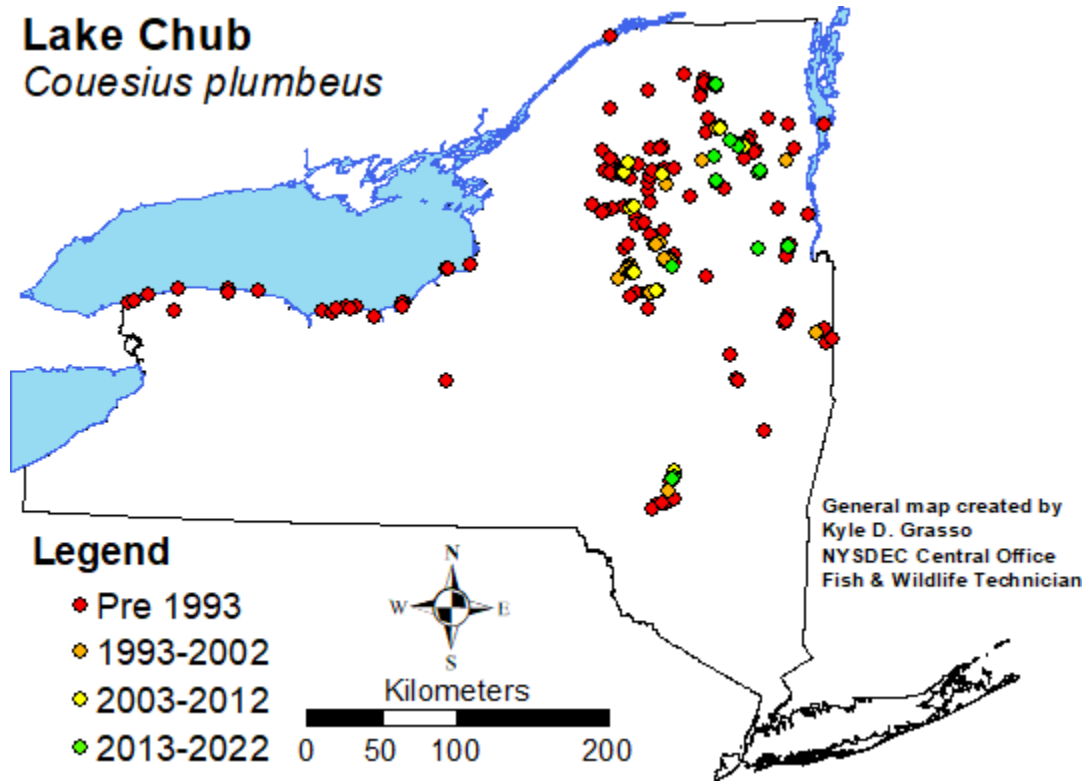 Lake Chub
Couesius plumbeus
General map created by
Kyle D. Grasso
NYSDEC Central Office
Fish & Wildlife Technician
Legend
Pre 1993
1993-2002
2003-2012
2013-2022
N
W E
S
Kilometers
0 50 100 200